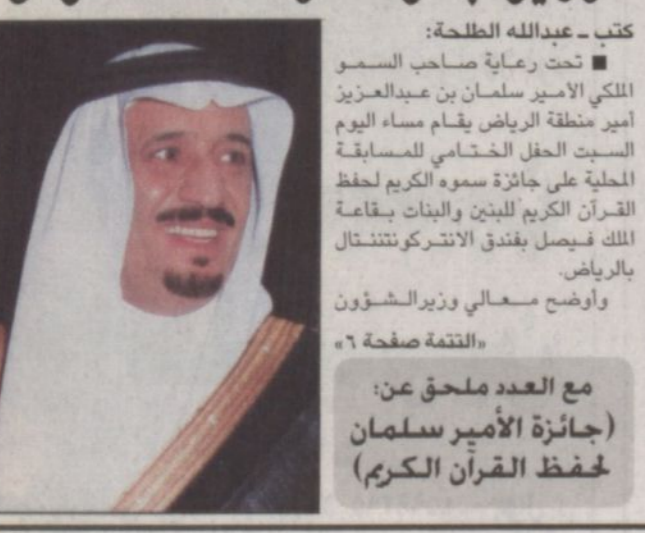 كتب ـ عبدالله الطلحة:
■ تحت رعاية صاحب السمو
الملكي الأمير سلمان بن عبدالعزيز
أمير منطقة الرياض يقام مساء اليوم
السبت الحفل الختامي للمسابقة
المحلية على جائزة سموه الكريم لحفظ
القرآن الكريم للبنين والبنات بقاعة
الملك فيصل بفندق الانتركونتننتال
بالرياض.
وأوضح معالي وزير الشؤون
«التتمة صفحة ٦»
مع العدد ملحق عن:
(جائزة الأمير سلمان
لحفظ القرآن الكريم)